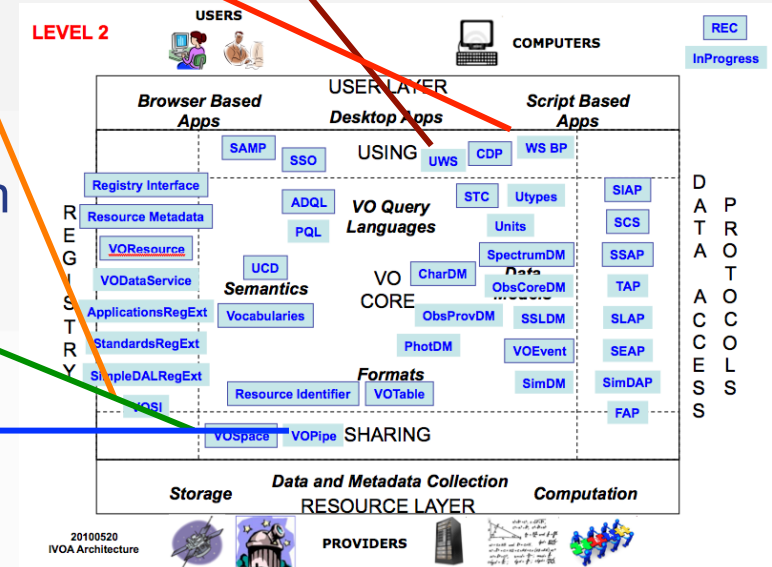 LEVEL 2
USERS
COMPUTERS
REC
InProgress
USER LAYER
Browser Based
Apps
Desktop Apps
Script Based
Apps
SAMP
SSO
USING
UWS
CDP
WS BP
n
REGISTRY
Registry Interface
Resource Metadata
VOResource
VODataService
ApplicationsRegExt
StandardsRegExt
SimpleDALRegExt
VOSI
ADQL
PQL
VO Query
Languages
UCD
Semantics
Vocabularies
VO
CORE
STC
Utypes
Units
SpectrumDM
CharDM
Data
Models
ObsCoreDM
ObsProvDM
SSLDM
PhotDM
VOEvent
SimDM
Formats
Resource Identifier
VOTable
SIAP
SCS
SSAP
TAP
SLAP
SEAP
SimDAP
FAP
DATA ACCESS
PROTOCOLS
VOSpace
VOPipe
SHARING
Data and Metadata Collection
Storage
Computation
RESOURCE LAYER
20100520
IVOA Architecture
PROVIDERS